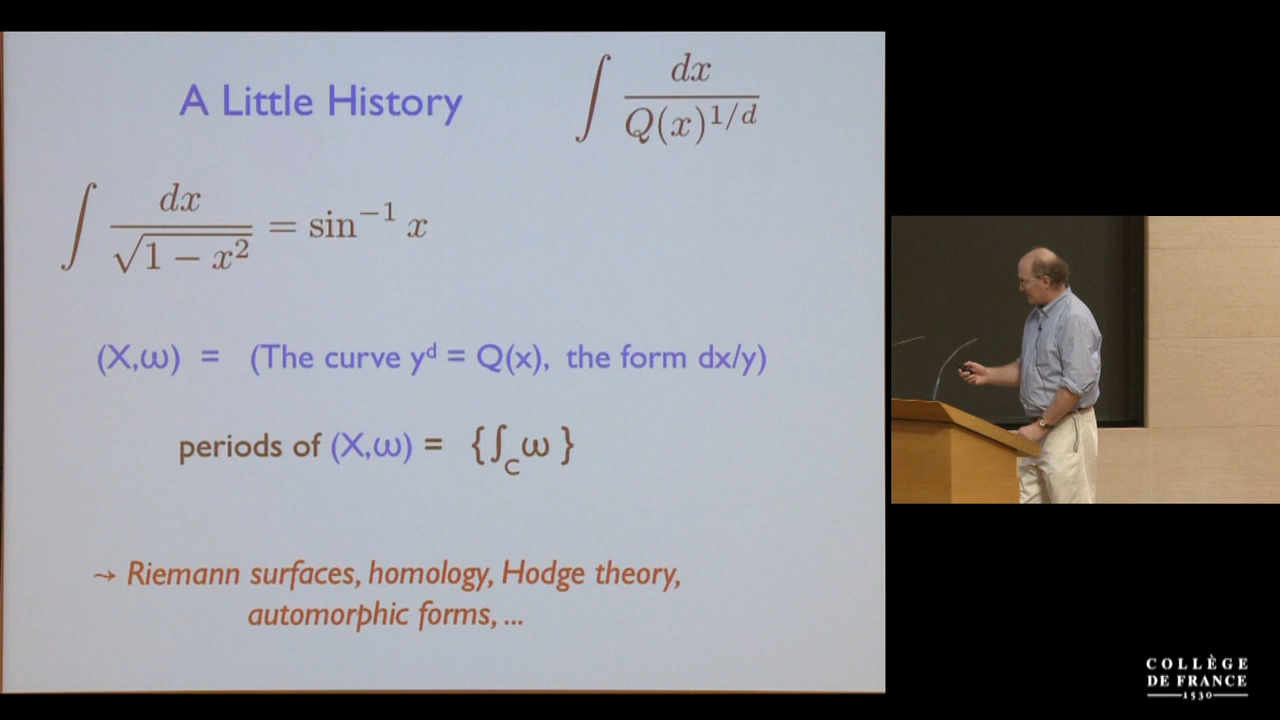 A Little History
∫ dx / Q(x)^{1/d}
∫ dx / √(1 − x²) = sin⁻¹ x
(X,ω) = (The curve yᵈ = Q(x), the form dx/y)
periods of (X,ω) = {∫_C ω }
→ Riemann surfaces, homology, Hodge theory,
automorphic forms, ...
COLLÈGE
DE FRANCE
1530